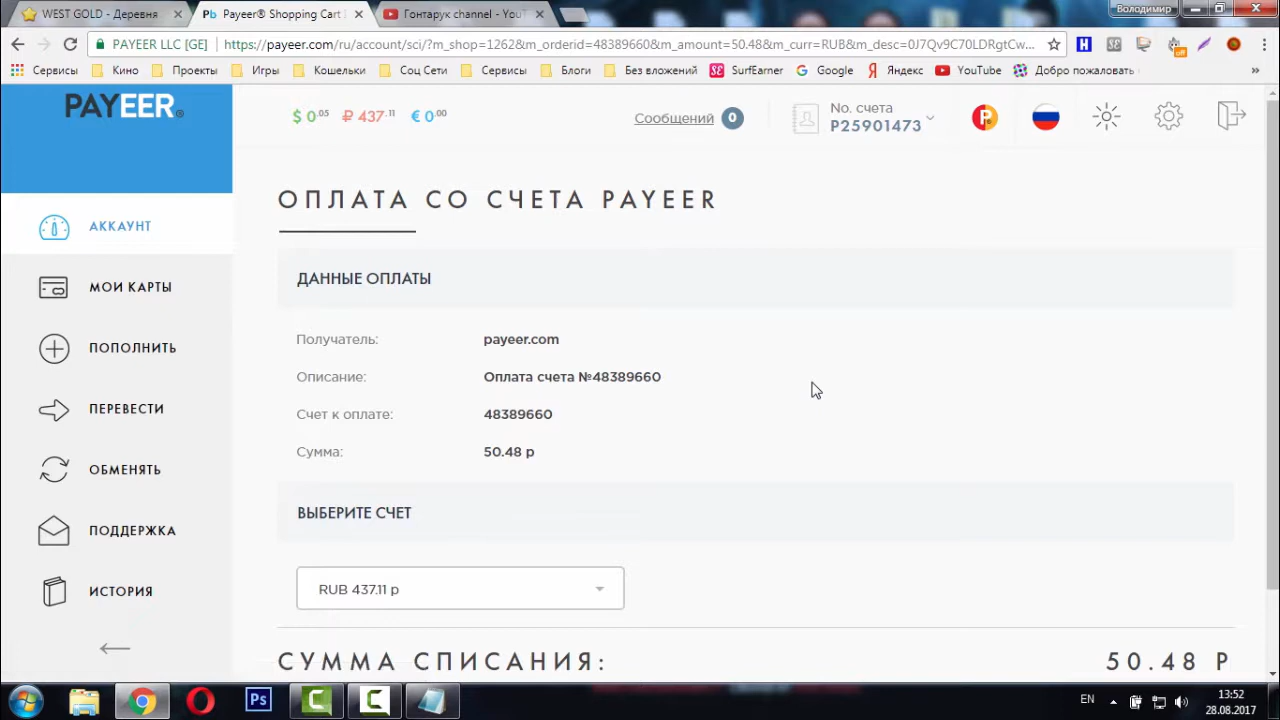 WEST GOLD - Деревня
Payeer® Shopping Cart
Гонтарух channel - YouT
Володимир
PAYEER LLC [GE]
https://payeer.com/ru/account/sci/?m_shop=1262&m_orderid=48389660&m_amount=50.48&m_curr=RUB&m_desc=0J7Qv9C70LDRgtCw...
Сервисы Кино Проекты Игры Кошельки Соц Сети Сервисы Блоги Без вложений SurfEarner Google Яндекс YouTube Добро пожаловать »
PAYEER®
$ 0.05 ₽ 437.11 € 0.00
Сообщений 0
No. счета
P25901473
АККАУНТ
МОИ КАРТЫ
ПОПОЛНИТЬ
ПЕРЕВЕСТИ
ОБМЕНЯТЬ
ПОДДЕРЖКА
ИСТОРИЯ
ОПЛАТА СО СЧЕТА PAYEER
ДАННЫЕ ОПЛАТЫ
Получатель: payeer.com
Описание: Оплата счета №48389660
Счет к оплате: 48389660
Сумма: 50.48 р
ВЫБЕРИТЕ СЧЕТ
RUB 437.11 р
СУММА СПИСАНИЯ: 50.48 Р
Ps
EN
13:52
28.08.2017